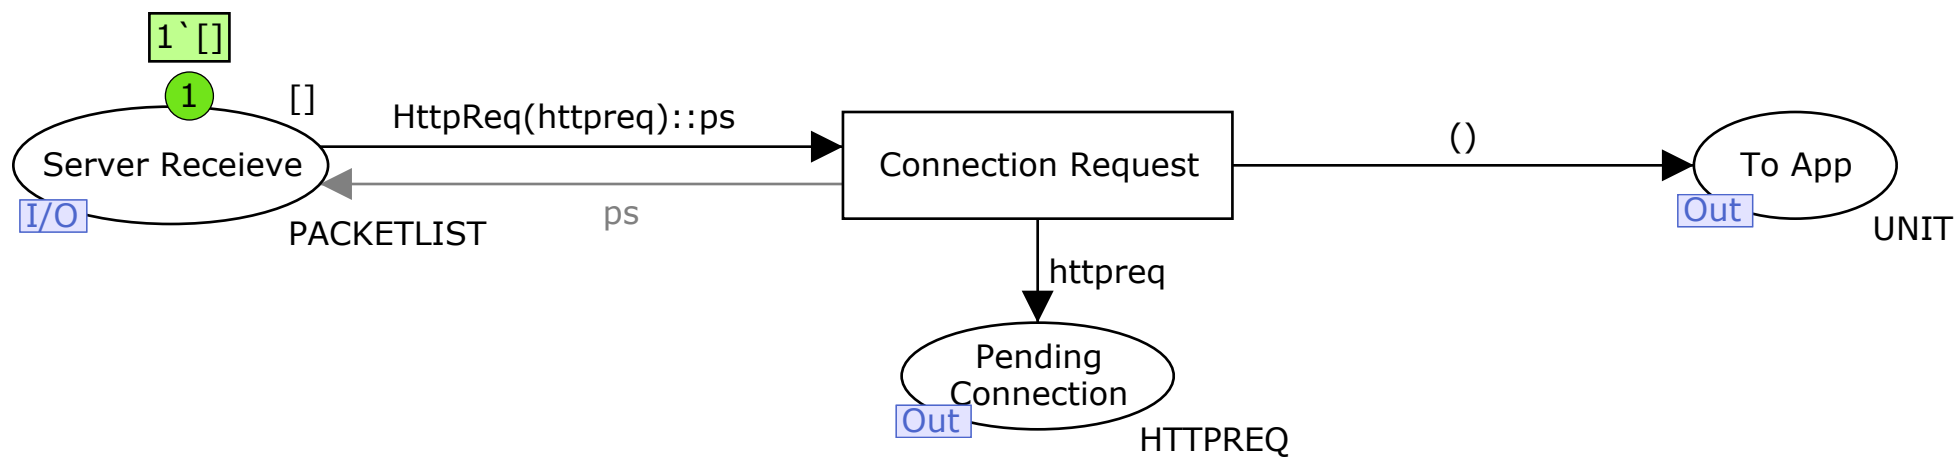 1`[]
1
[]
HttpReq(httpreq)::ps
()
Server Receieve
Connection Request
To App
I/O
ps
Out
PACKETLIST
UNIT
httpreq
Pending
Connection
Out
HTTPREQ